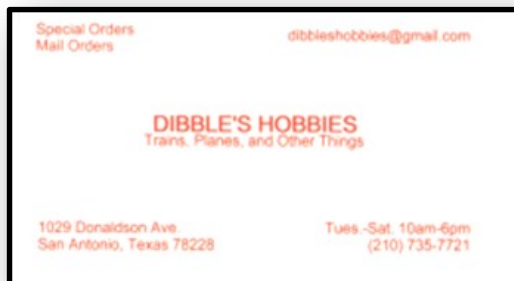 Special Orders
Mail Orders
dibbleshobbies@gmail.com
DIBBLE'S HOBBIES
Trains, Planes, and Other Things
1029 Donaldson Ave.
San Antonio, Texas 78228
Tues.-Sat. 10am-6pm
(210) 735-7721